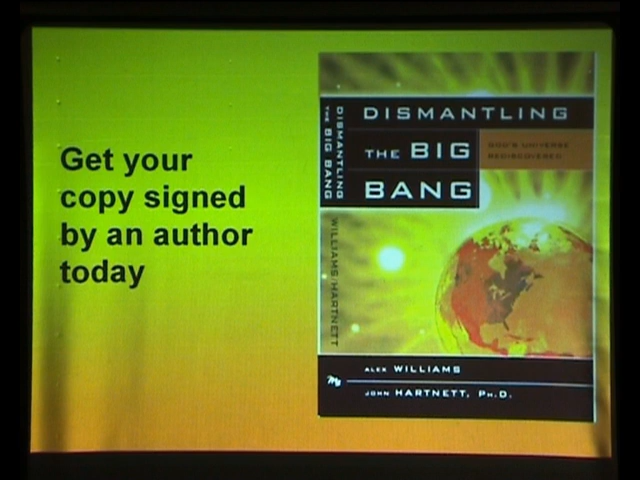 Get your
copy signed
by an author
today
DISMANTLING
THE BIG BANG
WILLIAMS/HARTNETT
DISMANTLING
THE BIG
BANG
GOD'S UNIVERSE
REDISCOVERED
ALEX WILLIAMS
JOHN HARTNETT, PH.D.